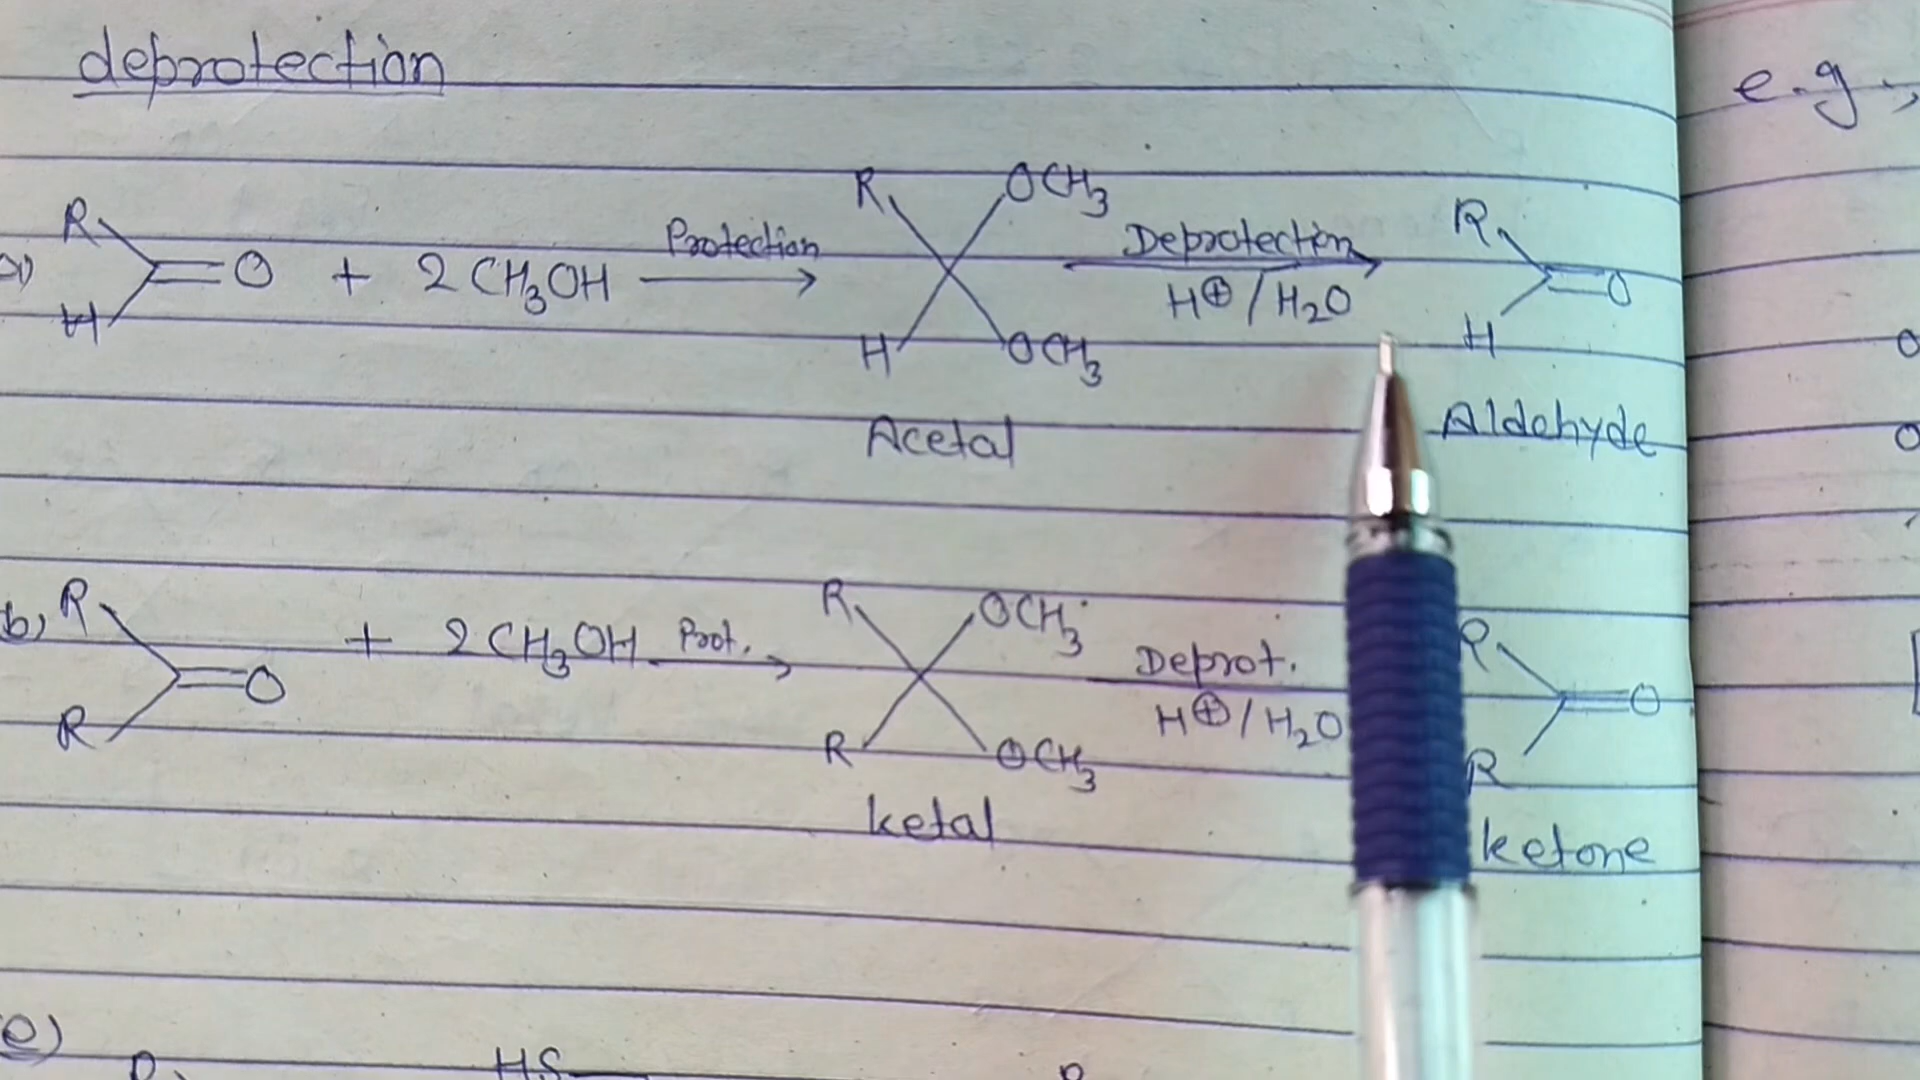 deprotection
e.g.,
R OCH3 R
R Protection Deprotection
a) =O + 2 CH3OH → =O
H H⊕/H2O
H OCH3 H
Acetal Aldehyde
R R OCH3
b) + 2 CH3OH Prot. → Deprot. R
=O H⊕/H2O =O
R R OCH3 R
ketal ketone
e)
R HS R